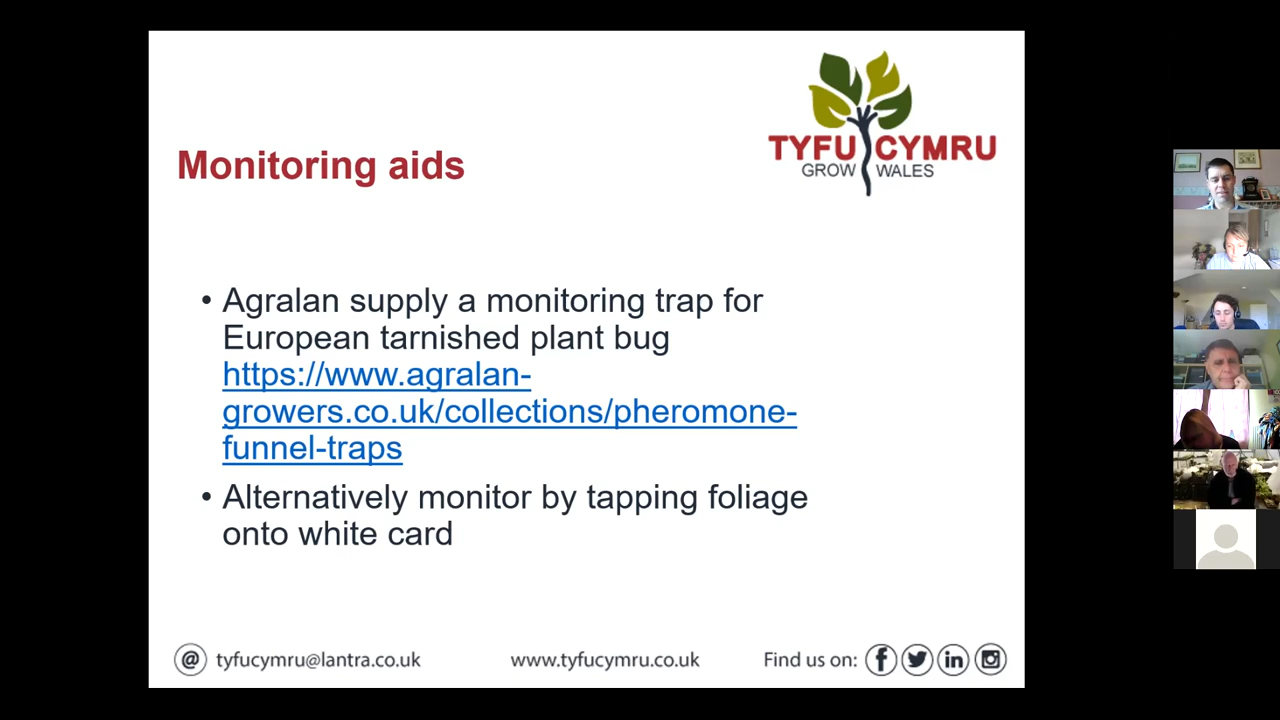 TYFU CYMRU
GROW WALES
Monitoring aids
• Agralan supply a monitoring trap for
European tarnished plant bug
https://www.agralan-
growers.co.uk/collections/pheromone-
funnel-traps
• Alternatively monitor by tapping foliage
onto white card
@ tyfucymru@lantra.co.uk www.tyfucymru.co.uk Find us on: f in